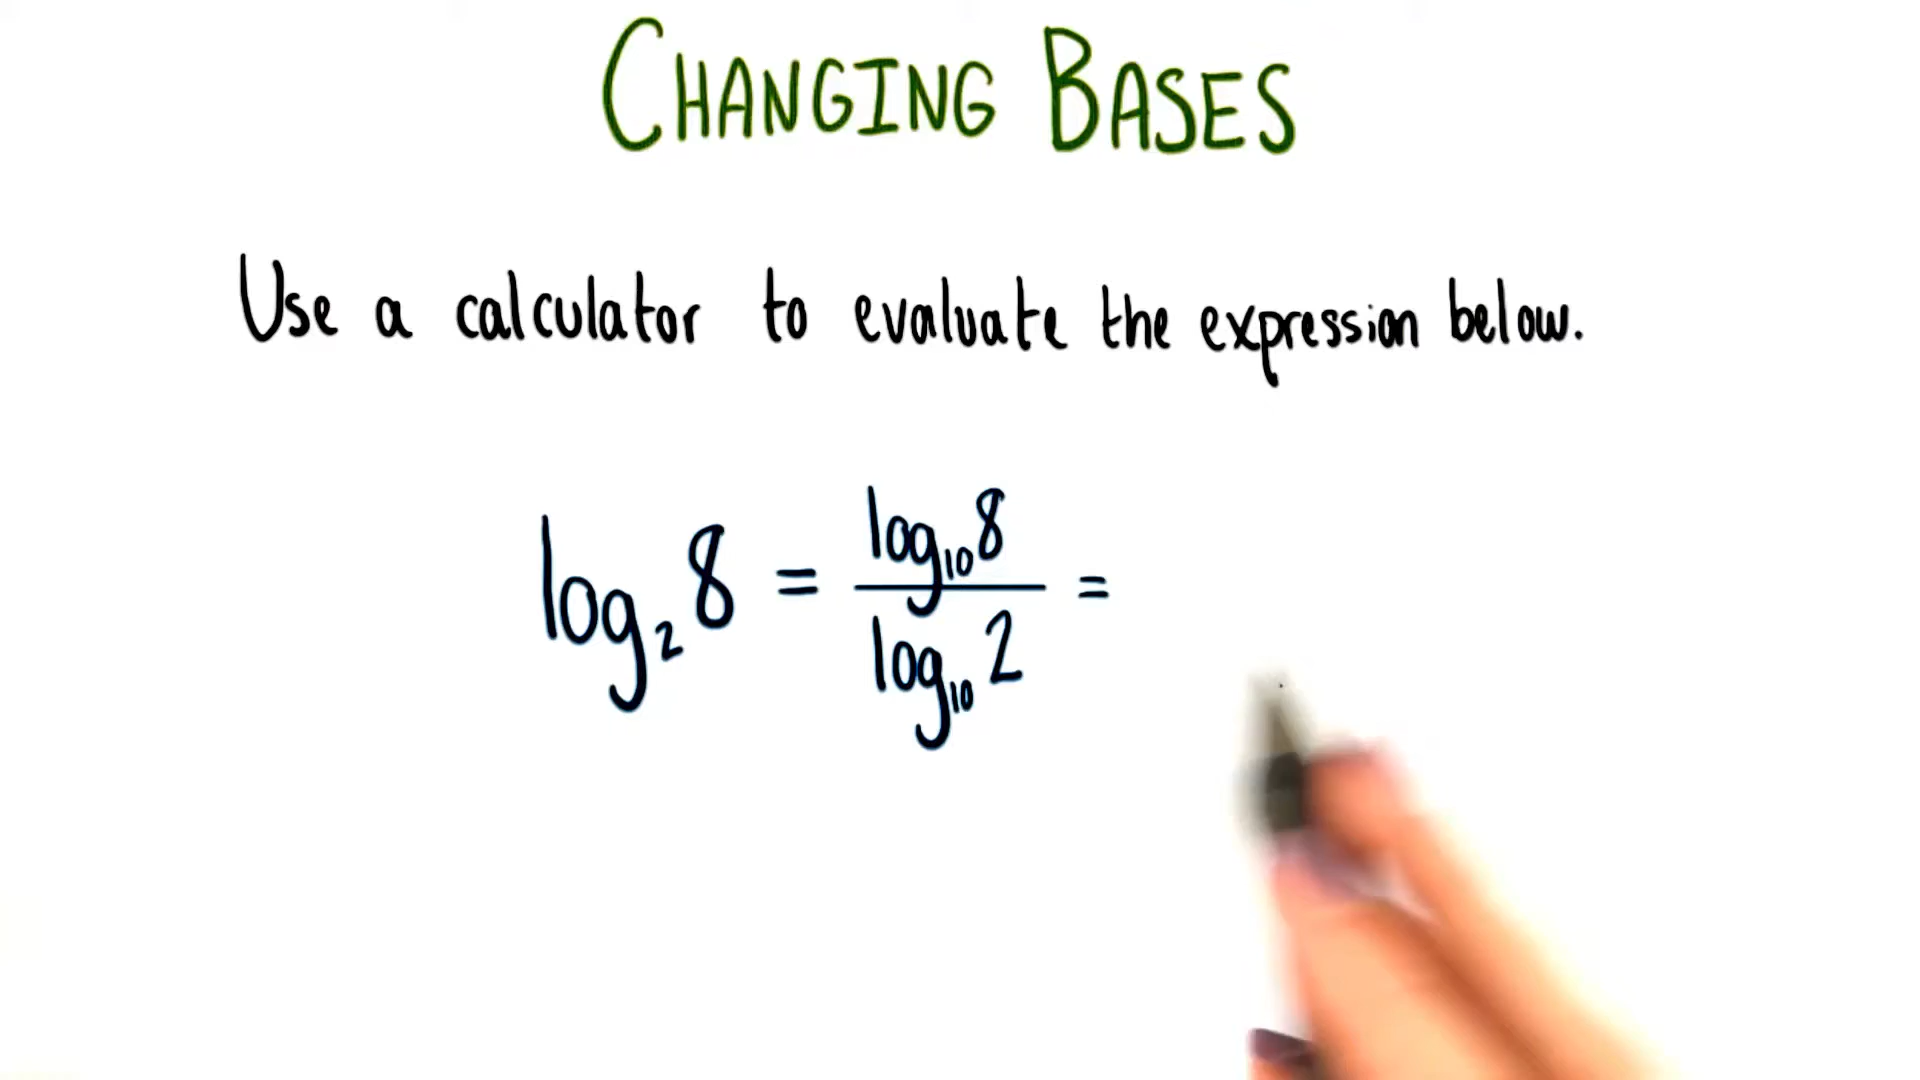 CHANGING BASES
Use a calculator to evaluate the expression below.
log₂8 = log₁₀8 / log₁₀2 =